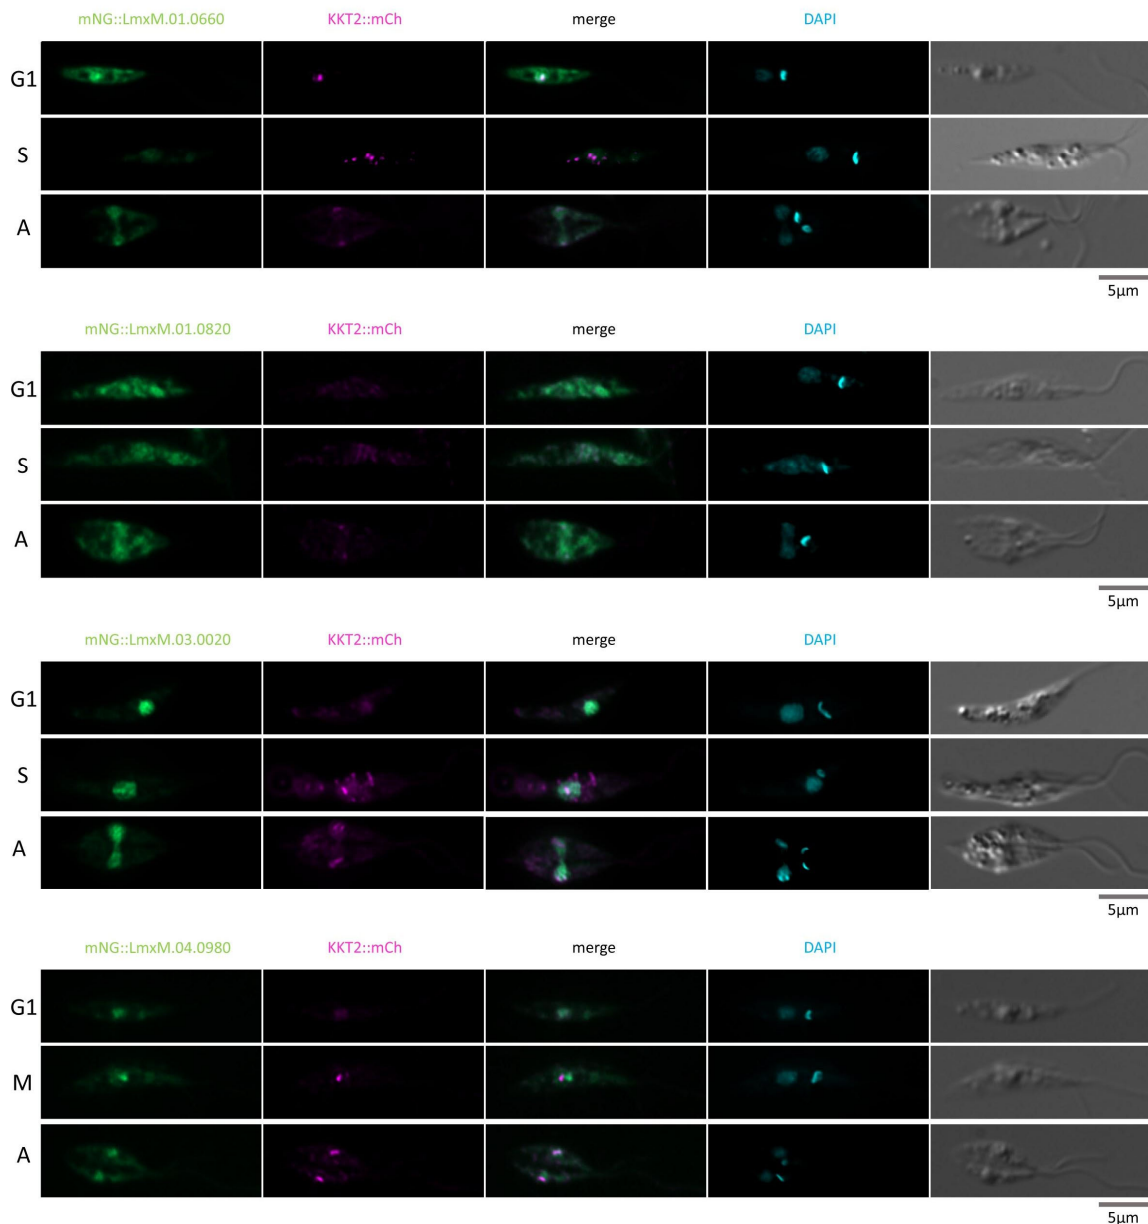 mNG::LmxM.01.0660 KKT2::mCh merge DAPI
G1
S
A
5µm
mNG::LmxM.01.0820 KKT2::mCh merge DAPI
G1
S
A
5µm
mNG::LmxM.03.0020 KKT2::mCh merge DAPI
G1
S
A
5µm
mNG::LmxM.04.0980 KKT2::mCh merge DAPI
G1
M
A
5µm